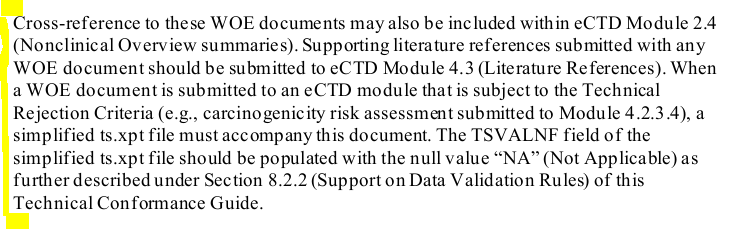 Cross-reference to these WOE documents may also be included within eCTD Module 2.4
(Nonclinical Overview summaries). Supporting literature references submitted with any
WOE document should be submitted to eCTD Module 4.3 (Literature References). When
a WOE document is submitted to an eCTD module that is subject to the Technical
Rejection Criteria (e.g., carcinogenicity risk assessment submitted to Module 4.2.3.4), a
simplified ts.xpt file must accompany this document. The TSVALNF field of the
simplified ts.xpt file should be populated with the null value “NA” (Not Applicable) as
further described under Section 8.2.2 (Support on Data Validation Rules) of this
Technical Conformance Guide.